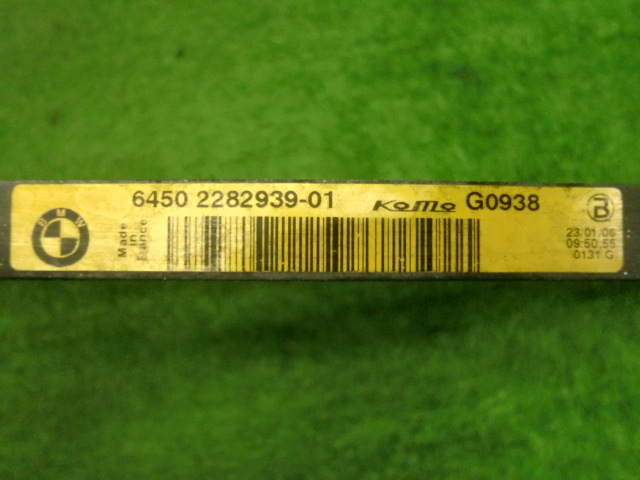 BMW
Made in France
6450 2282939-01 KoMo G0938
B
23.01.06
09:50:55
0131 G